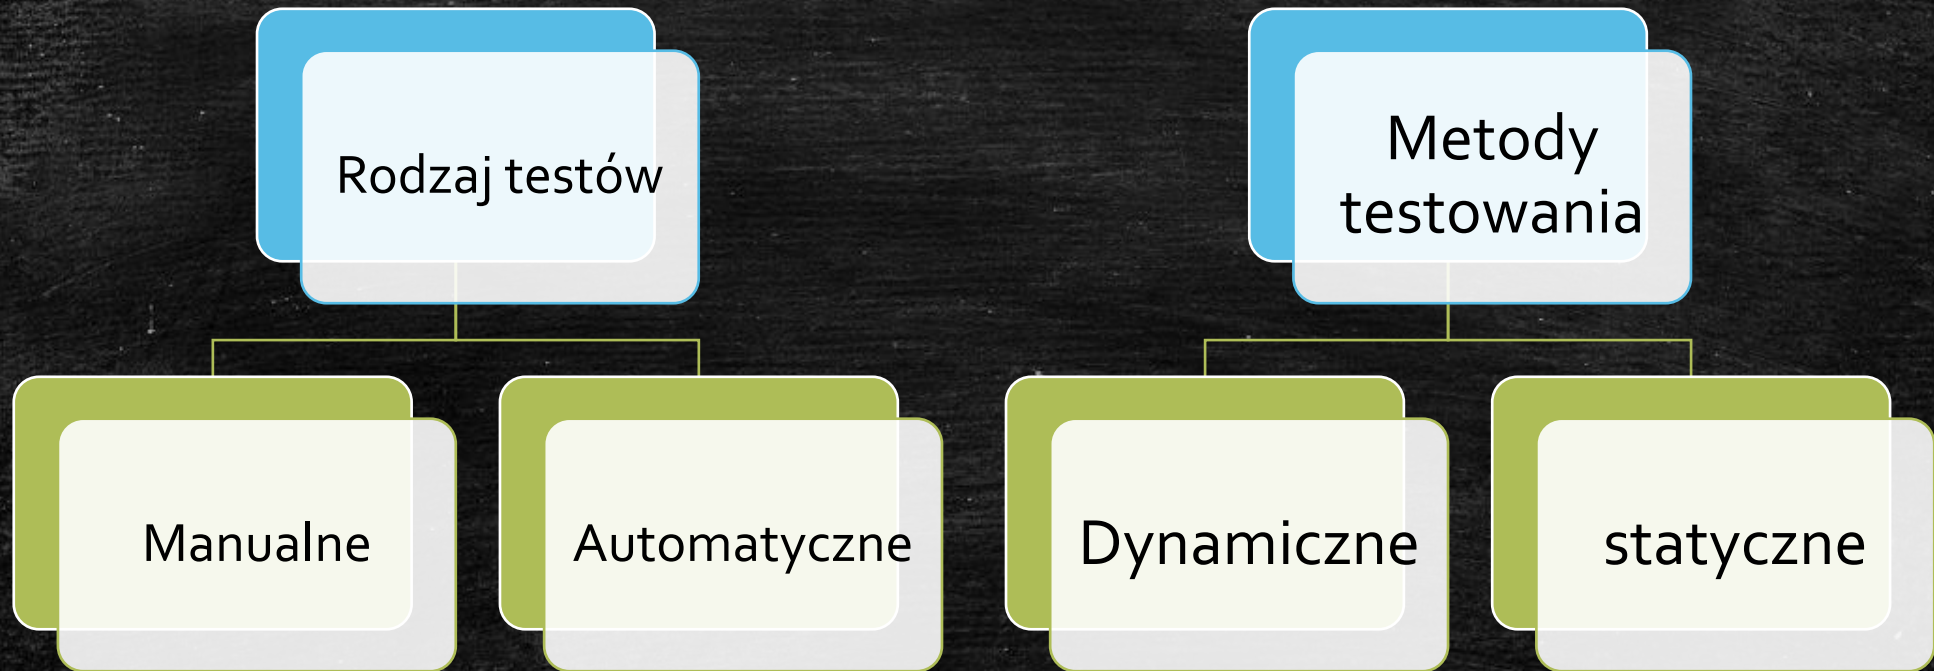 Rodzaj testów
Metody
testowania
Manualne
Automatyczne
Dynamiczne
statyczne